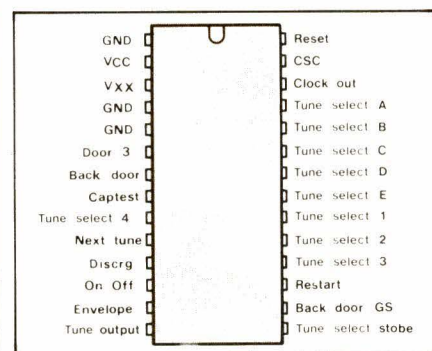 GND
VCC
VXX
GND
GND
Door 3
Back door
Captest
Tune select 4
Next tune
Discrg
On Off
Envelope
Tune output
Reset
CSC
Clock out
Tune select A
Tune select B
Tune select C
Tune select D
Tune select E
Tune select 1
Tune select 2
Tune select 3
Restart
Back door GS
Tune select stobe